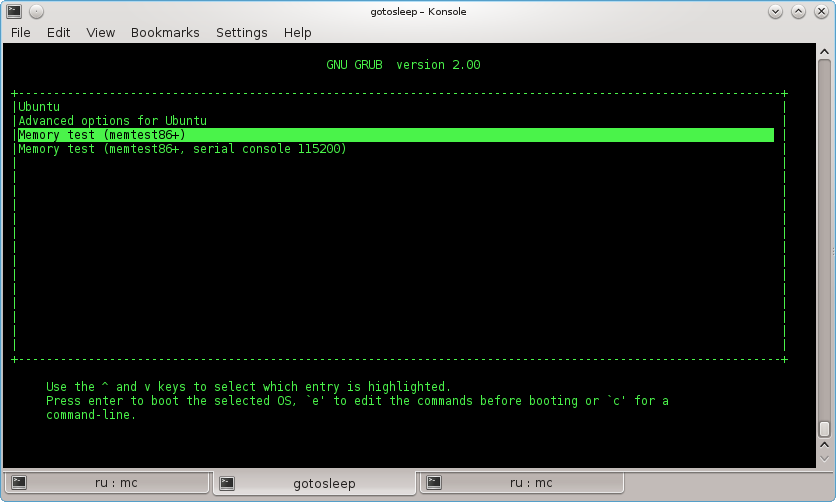 gotosleep – Konsole
File Edit View Bookmarks Settings Help
GNU GRUB version 2.00
Ubuntu
Advanced options for Ubuntu
Memory test (memtest86+)
Memory test (memtest86+, serial console 115200)
Use the ^ and v keys to select which entry is highlighted.
Press enter to boot the selected OS, `e' to edit the commands before booting or `c' for a
command-line.
ru : mc gotosleep ru : mc